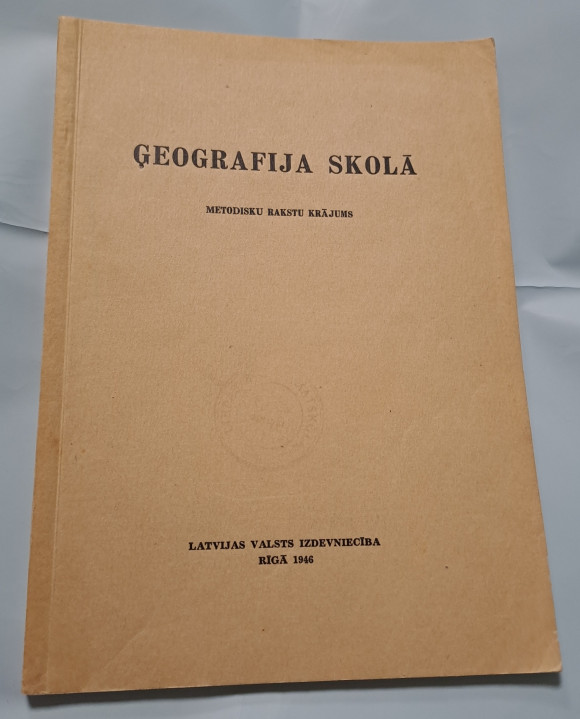 ĢEOGRAFIJA SKOLĀ
METODISKU RAKSTU KRĀJUMS
LATVIJAS VALSTS IZDEVNIECĪBA
RĪGĀ 1946